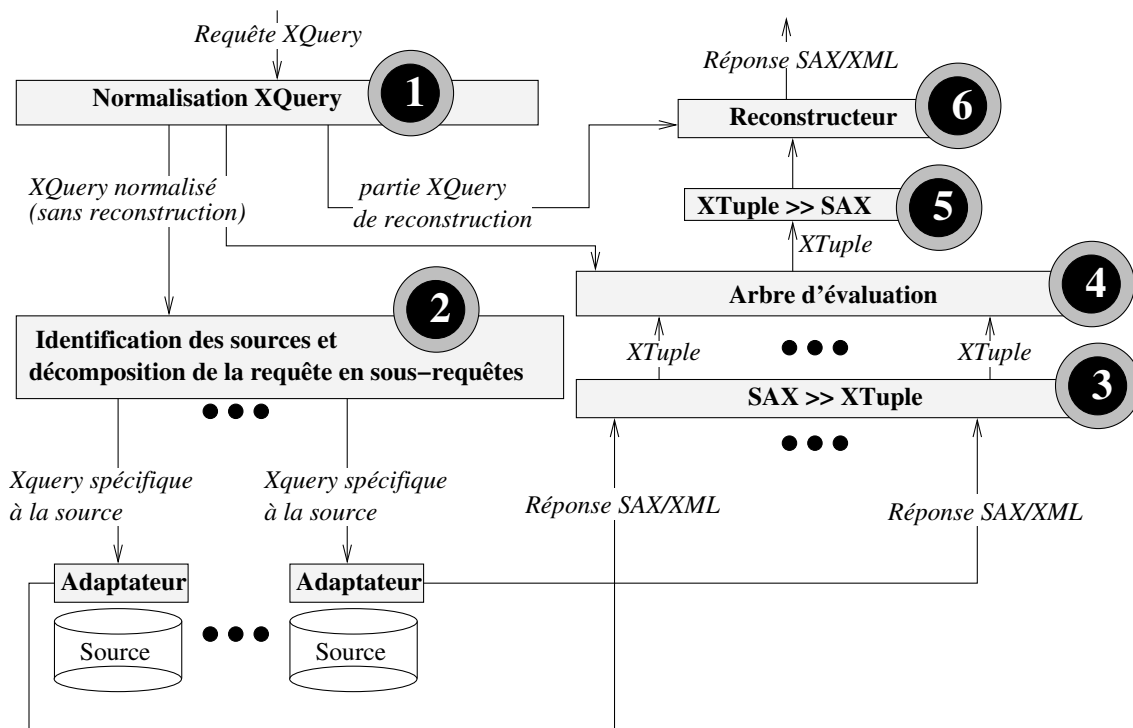 Requête XQuery
Normalisation XQuery
1
XQuery normalisé
(sans reconstruction)
partie XQuery
de reconstruction
Réponse SAX/XML
Reconstructeur
6
XTuple >> SAX
5
XTuple
Arbre d'évaluation
4
XTuple
XTuple
SAX >> XTuple
3
2
Identification des sources et
décomposition de la requête en sous−requêtes
Xquery spécifique
à la source
Xquery spécifique
à la source
Réponse SAX/XML
Réponse SAX/XML
Adaptateur
Adaptateur
Source
Source